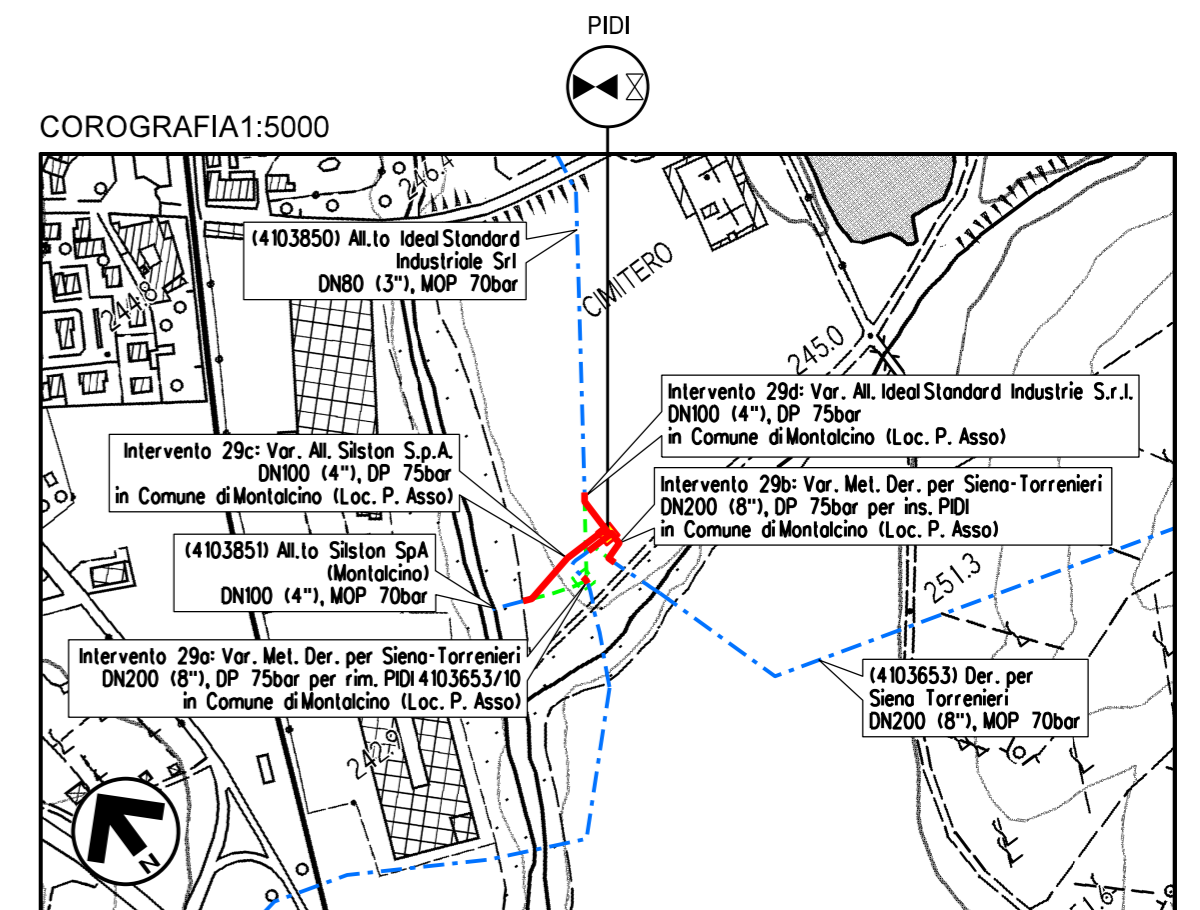 PIDI
COROGRAFIA1:5000
246.4
(4103850) All.to Ideal Standard
Industriale Srl
DN80 (3"), MOP 70bar
244.8
CIMITERO
245.0
Intervento 29d: Var. All. Ideal Standard Industrie S.r.l.
DN100 (4"), DP 75bar
in Comune di Montalcino (Loc. P. Asso)
Intervento 29c: Var. All. Silston S.p.A.
DN100 (4"), DP 75bar
in Comune di Montalcino (Loc. P. Asso)
Intervento 29b: Var. Met. Der. per Siena-Torrenieri
DN200 (8"), DP 75bar per ins. PIDI
in Comune di Montalcino (Loc. P. Asso)
(4103851) All.to Silston SpA
(Montalcino)
DN100 (4"), MOP 70bar
251.3
Intervento 29a: Var. Met. Der. per Siena-Torrenieri
DN200 (8"), DP 75bar per rim. PIDI 4103653/10
in Comune di Montalcino (Loc. P. Asso)
(4103653) Der. per
Siena Torrenieri
DN200 (8"), MOP 70bar
N